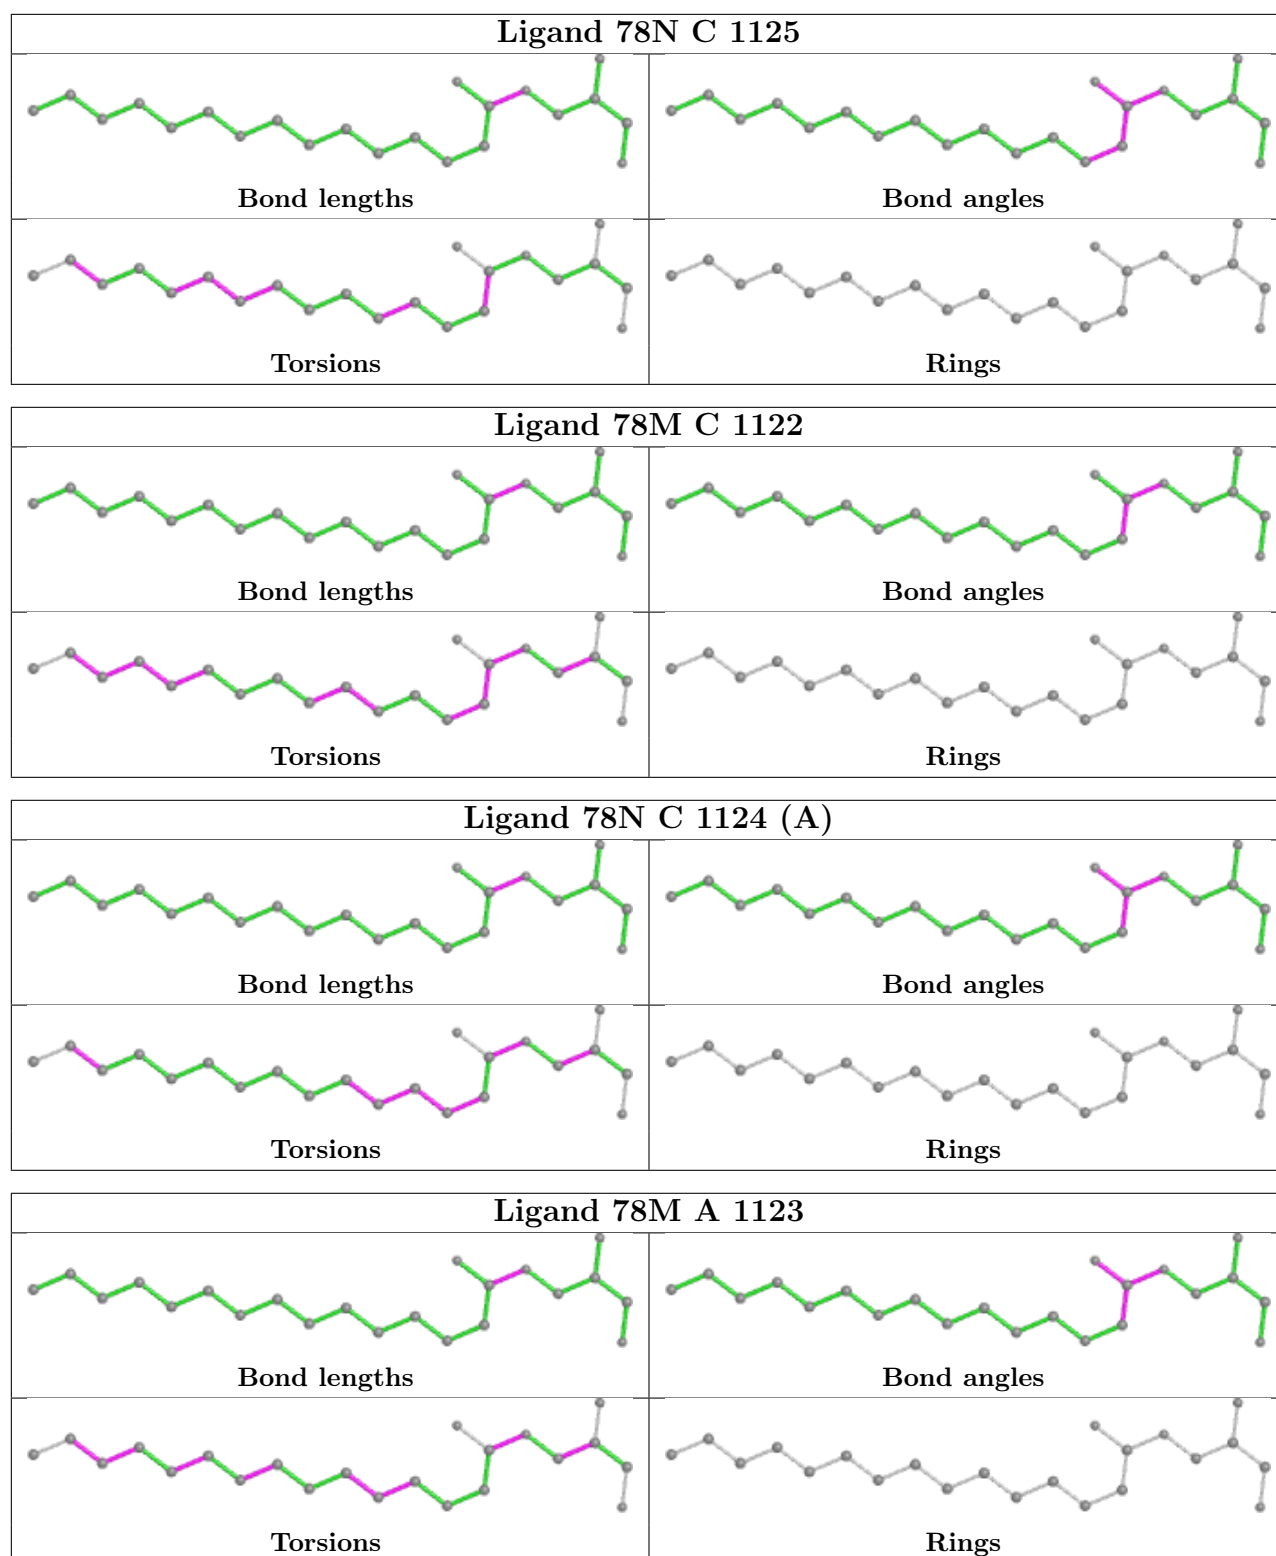 Ligand 78N C 1125
Bond lengths
Bond angles
Torsions
Rings
Ligand 78M C 1122
Bond lengths
Bond angles
Torsions
Rings
Ligand 78N C 1124 (A)
Bond lengths
Bond angles
Torsions
Rings
Ligand 78M A 1123
Bond lengths
Bond angles
Torsions
Rings